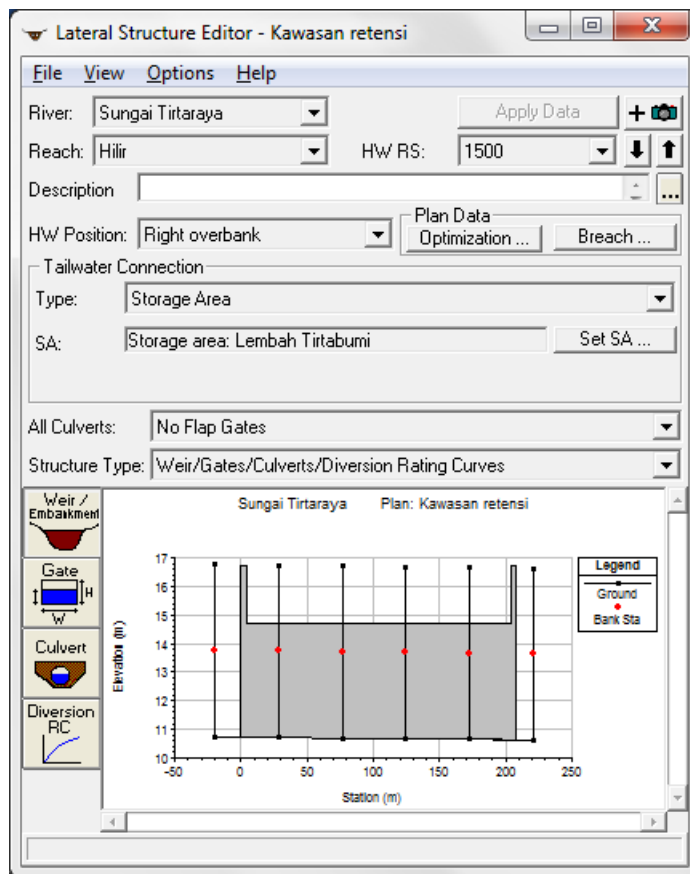 Lateral Structure Editor - Kawasan retensi
File View Options Help
River: Sungai Tirtaraya Apply Data
Reach: Hilir HW RS: 1500
Description ...
HW Position: Right overbank Plan Data Optimization ... Breach ...
Tailwater Connection
Type: Storage Area
SA: Storage area: Lembah Tirtabumi Set SA ...
All Culverts: No Flap Gates
Structure Type: Weir/Gates/Culverts/Diversion Rating Curves
Weir / Embankment
Gate
H
W
Culvert
Diversion RC
Sungai Tirtaraya Plan: Kawasan retensi
17
16
15
14
13
12
11
10
Elevation (m)
-50 0 50 100 150 200 250
Station (m)
Legend
Ground
Bank Sta